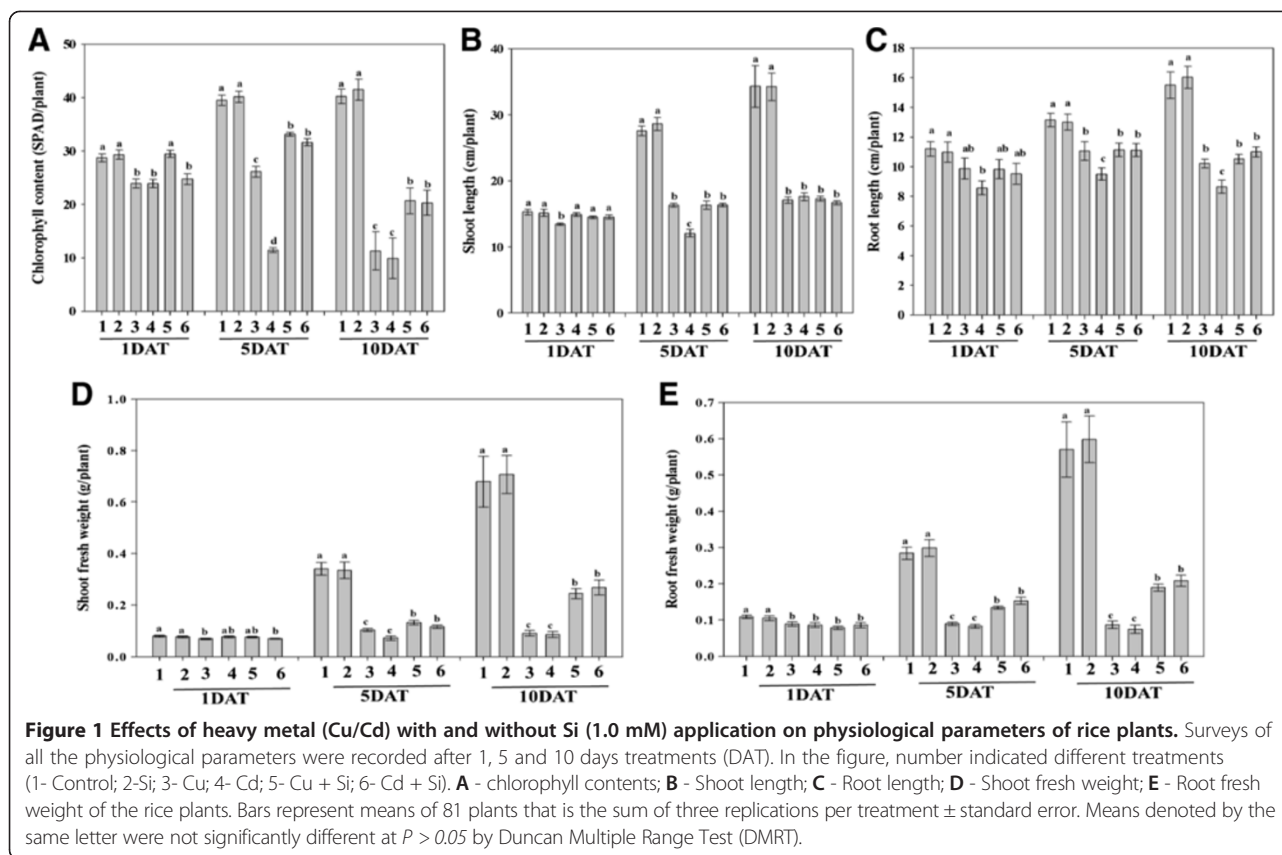 A
Chlorophyll content (SPAD/plant)
50
40
30
20
10
0
a a b b a b
a a c d b b
a a c c b b
1 2 3 4 5 6
1 2 3 4 5 6
1 2 3 4 5 6
1DAT
5DAT
10DAT
B
Shoot length (cm/plant)
40
30
20
10
0
a a b a a a
a a b c b b
a a b b b b
1 2 3 4 5 6
1 2 3 4 5 6
1 2 3 4 5 6
1DAT
5DAT
10DAT
C
Root length (cm/plant)
18
16
14
12
10
8
6
4
2
0
a a ab b ab ab
a a b c b b
a a b c b b
1 2 3 4 5 6
1 2 3 4 5 6
1 2 3 4 5 6
1DAT
5DAT
10DAT
D
Shoot fresh weight (g/plant)
1.0
0.8
0.6
0.4
0.2
0.0
a a b ab ab b
a a c c b b
a a c c b b
1 2 3 4 5 6
1 2 3 4 5 6
1 2 3 4 5 6
1DAT
5DAT
10DAT
E
Root fresh weight (g/plant)
0.7
0.6
0.5
0.4
0.3
0.2
0.1
0.0
a a b b b b
a a c c b b
a a c c b b
1 2 3 4 5 6
1 2 3 4 5 6
1 2 3 4 5 6
1DAT
5DAT
10DAT
Figure 1 Effects of heavy metal (Cu/Cd) with and without Si (1.0 mM) application on physiological parameters of rice plants. Surveys of
all the physiological parameters were recorded after 1, 5 and 10 days treatments (DAT). In the figure, number indicated different treatments
(1- Control; 2-Si; 3- Cu; 4- Cd; 5- Cu + Si; 6- Cd + Si). A - chlorophyll contents; B - Shoot length; C - Root length; D - Shoot fresh weight; E - Root fresh
weight of the rice plants. Bars represent means of 81 plants that is the sum of three replications per treatment ± standard error. Means denoted by the
same letter were not significantly different at P > 0.05 by Duncan Multiple Range Test (DMRT).